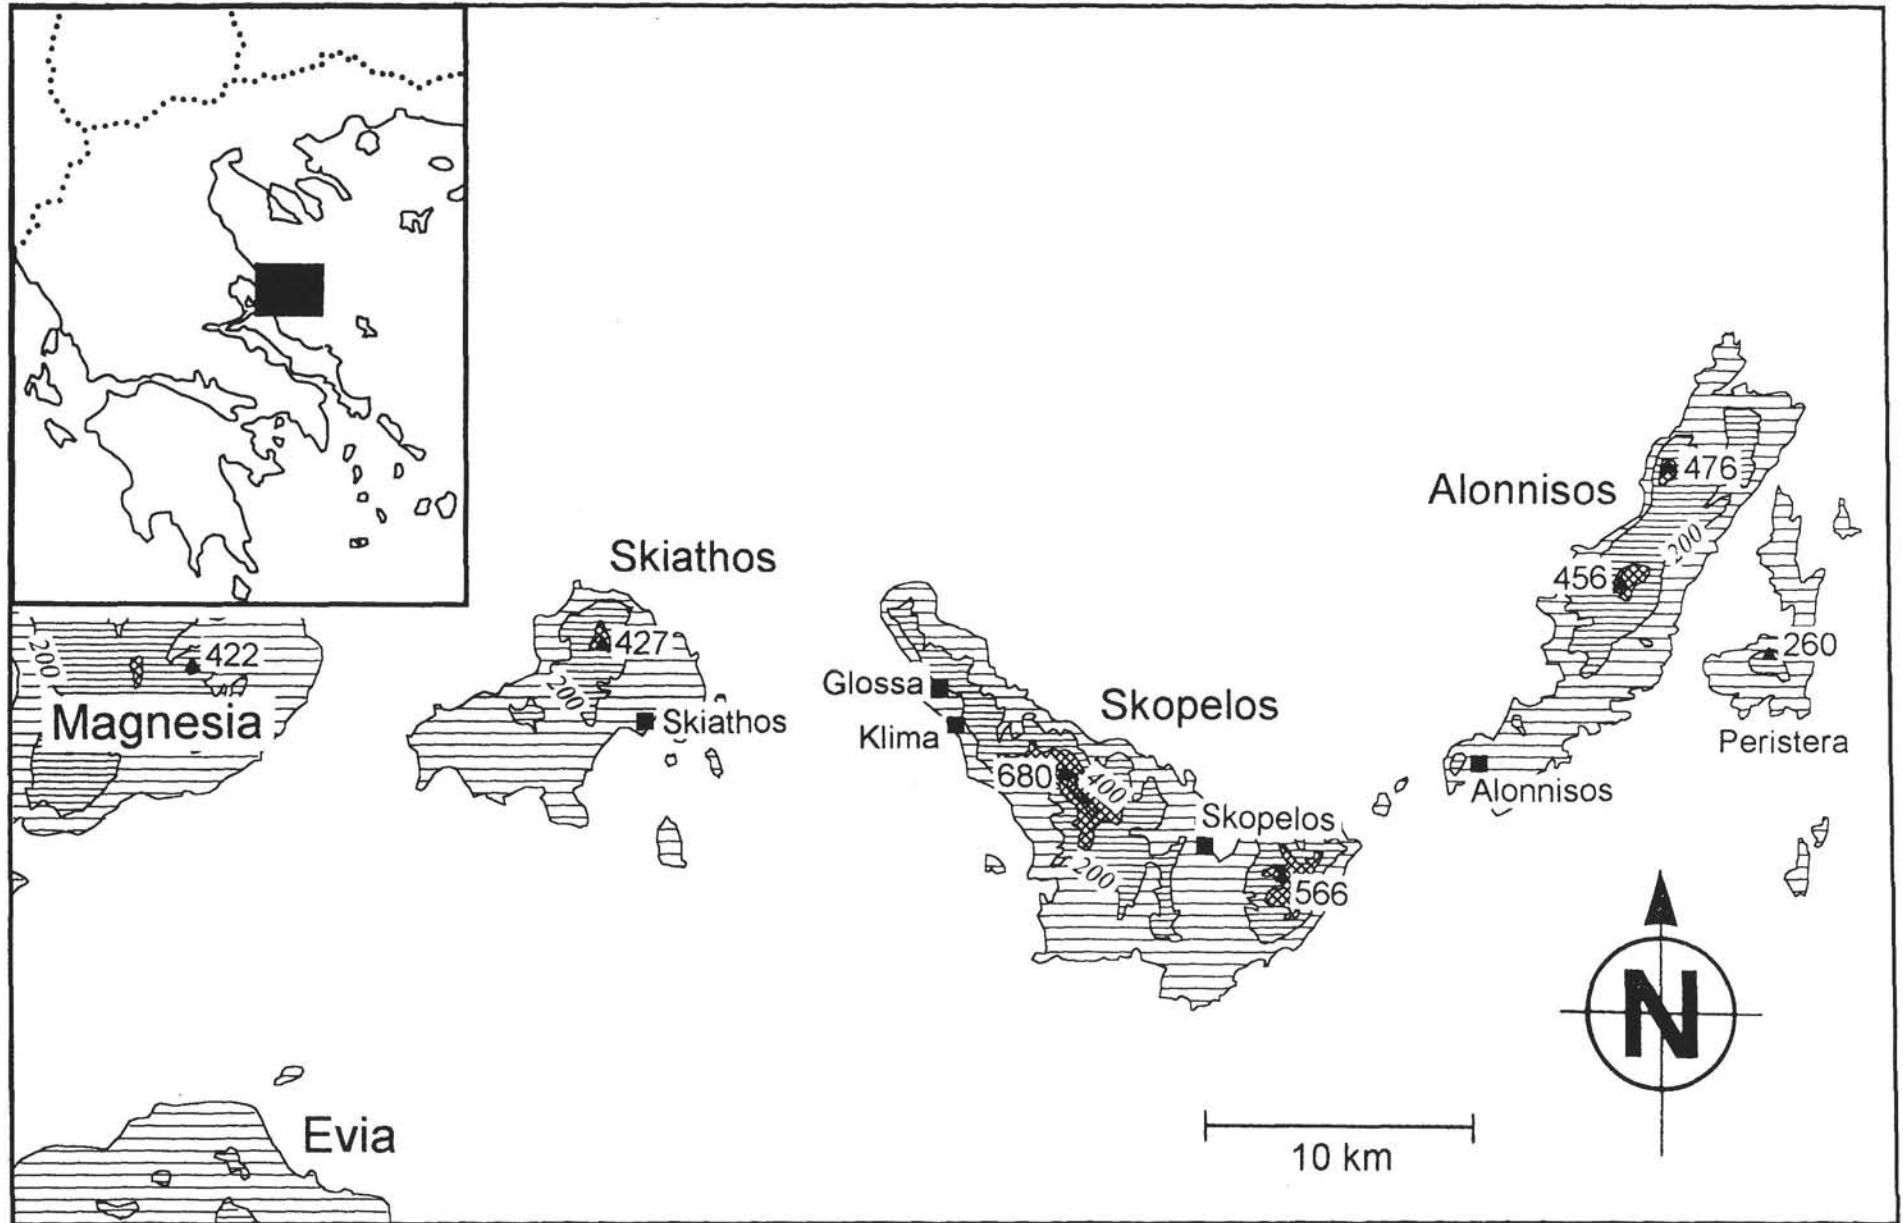 Alonnisos
476
200
Skiathos
456
427
260
200
422
200
Glossa
Skopelos
Magnesia
Skiathos
Klima
Peristera
680
400
Alonnisos
Skopelos
200
566
N
Evia
10 km